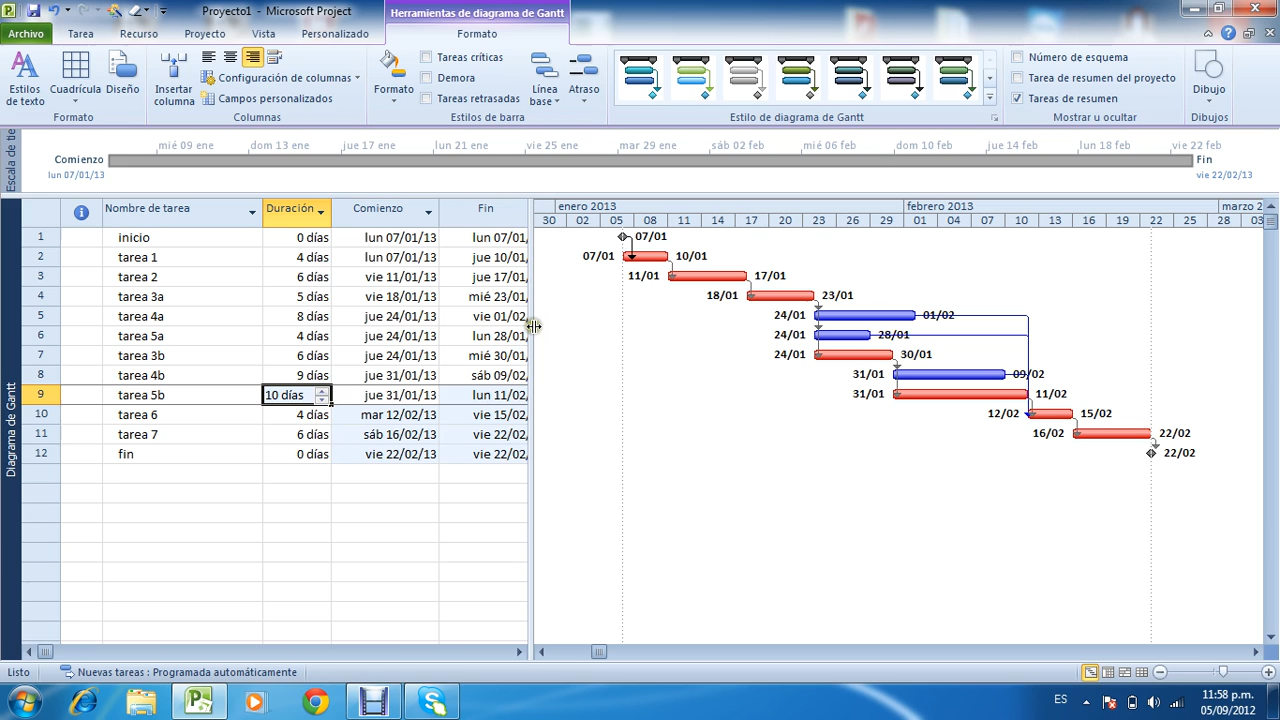 Proyecto1 - Microsoft Project
Herramientas de diagrama de Gantt
Archivo Tarea Recurso Proyecto Vista Personalizado Formato
Estilos de texto
Cuadrícula
Diseño
Formato
Insertar columna
Configuración de columnas
Campos personalizados
Columnas
Formato
Tareas críticas
Demora
Tareas retrasadas
Línea base
Atraso
Estilos de barra
Estilo de diagrama de Gantt
Número de esquema
Tarea de resumen del proyecto
Tareas de resumen
Mostrar u ocultar
Dibujo
Dibujos
Escala de tie
mié 09 ene dom 13 ene jue 17 ene lun 21 ene vie 25 ene mar 29 ene sáb 02 feb mié 06 feb dom 10 feb jue 14 feb lun 18 feb vie 22 feb
Comienzo
lun 07/01/13
Fin
vie 22/02/13
Diagrama de Gantt
Nombre de tarea Duración Comienzo Fin
1 inicio 0 días lun 07/01/13 lun 07/01/
2 tarea 1 4 días lun 07/01/13 jue 10/01/
3 tarea 2 6 días vie 11/01/13 jue 17/01/
4 tarea 3a 5 días vie 18/01/13 mié 23/01/
5 tarea 4a 8 días jue 24/01/13 vie 01/02/
6 tarea 5a 4 días jue 24/01/13 lun 28/01/
7 tarea 3b 6 días jue 24/01/13 mié 30/01/
8 tarea 4b 9 días jue 31/01/13 sáb 09/02/
9 tarea 5b 10 días jue 31/01/13 lun 11/02/
10 tarea 6 4 días mar 12/02/13 vie 15/02/
11 tarea 7 6 días sáb 16/02/13 vie 22/02/
12 fin 0 días vie 22/02/13 vie 22/02/
enero 2013 febrero 2013 marzo 2
30 02 05 08 11 14 17 20 23 26 29 01 04 07 10 13 16 19 22 25 28 03
07/01
07/01 10/01
11/01 17/01
18/01 23/01
24/01 01/02
24/01 28/01
24/01 30/01
31/01 09/02
31/01 11/02
12/02 15/02
16/02 22/02
22/02
Listo Nuevas tareas : Programada automáticamente
ES
11:58 p.m.
05/09/2012